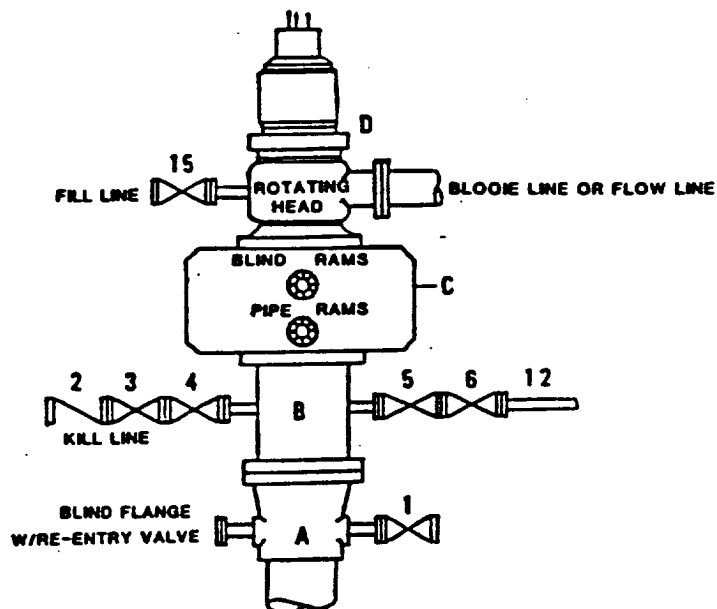 D
15
FILL LINE
ROTATING
HEAD
BLOOIE LINE OR FLOW LINE
BLIND RAMS
C
PIPE RAMS
2 3 4
5 6 12
B
KILL LINE
1
BLIND FLANGE
W/RE-ENTRY VALVE
A